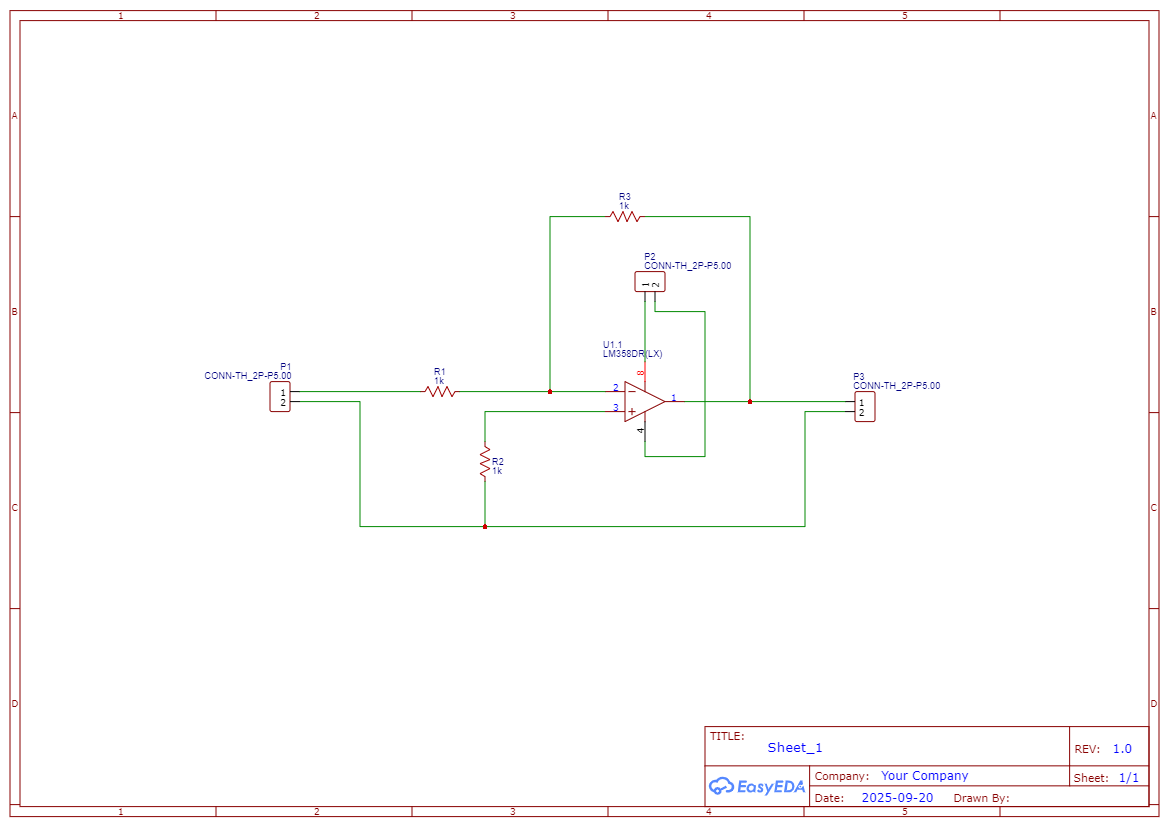 1 2 3 4 5
A A
R3
1k
P2
CONN-TH_2P-P5.00
1 2
B B
U1.1
LM358DR(LX)
P1
CONN-TH_2P-P5.00
1
2
R1
1k
8
2
3
1
4
P3
CONN-TH_2P-P5.00
1
2
R2
1k
C C
D D
TITLE:
Sheet_1
REV: 1.0
EasyEDA
Company: Your Company
Sheet: 1/1
Date: 2025-09-20 Drawn By:
1 2 3 4 5